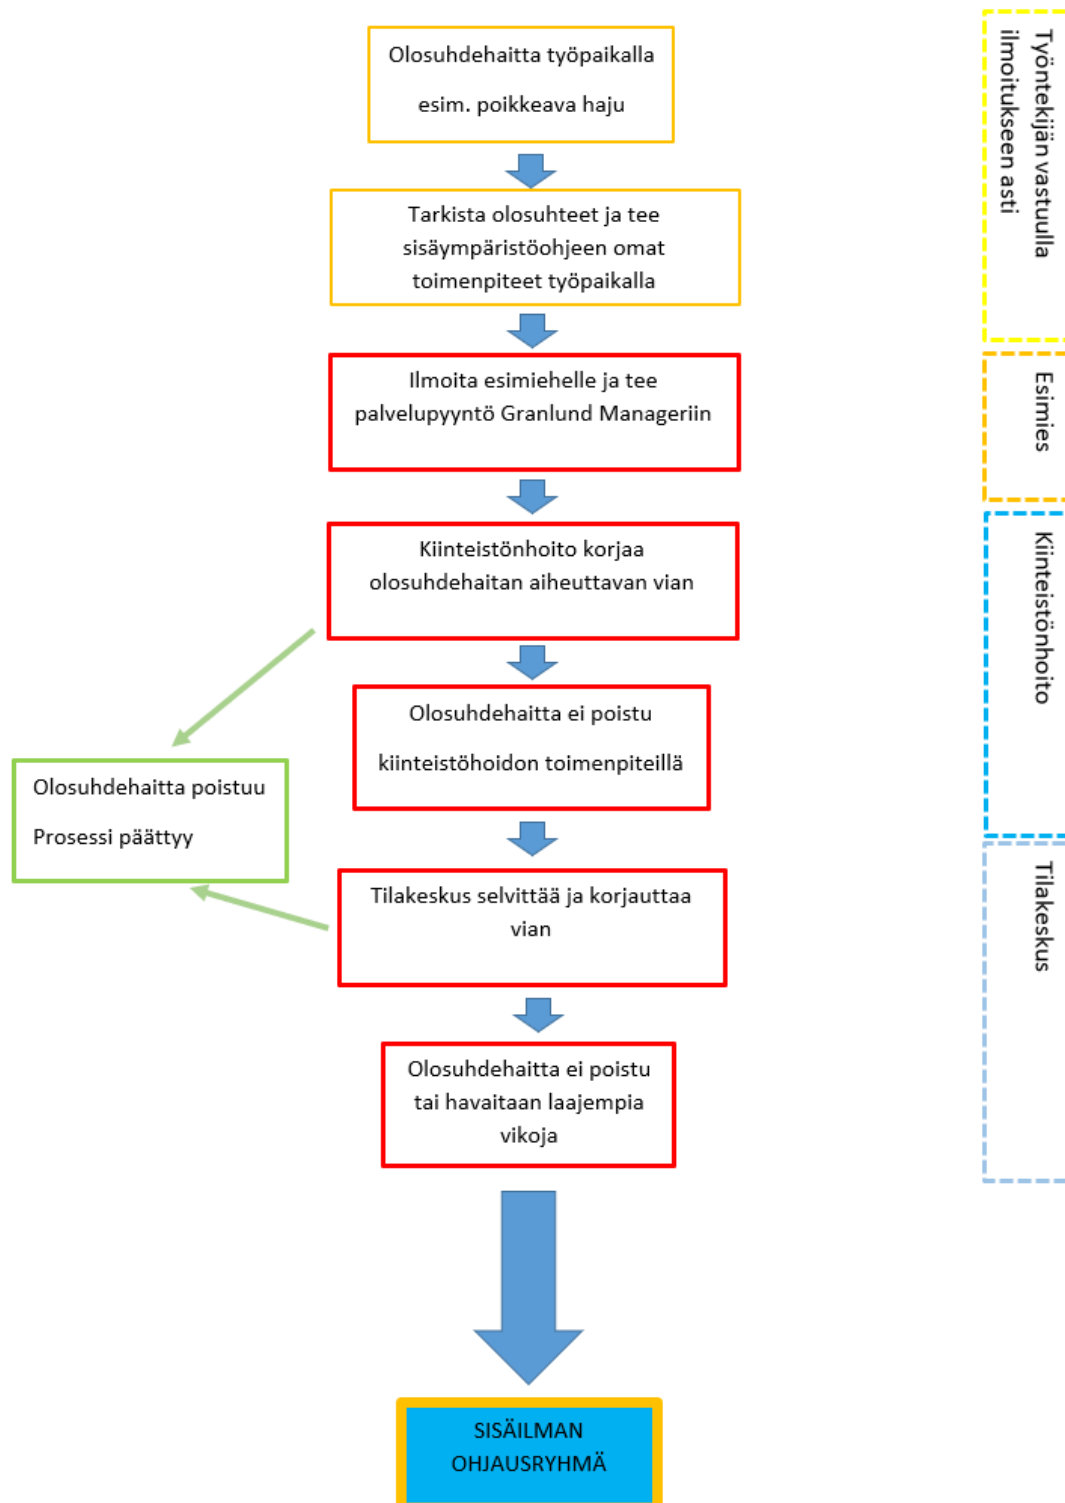 Olosuhdehaitta työpaikalla
esim. poikkeava haju
Tarkista olosuhteet ja tee
sisäympäristöohjeen omat
toimenpiteet työpaikalla
Ilmoita esimiehelle ja tee
palvelupyyntö Granlund Manageriin
Kiinteistönhoito korjaa
olosuhdehaitan aiheuttavan vian
Olosuhdehaitta ei poistu
kiinteistöhoidon toimenpiteillä
Olosuhdehaitta poistuu
Prosessi päättyy
Tilakeskus selvittää ja korjauttaa
vian
Olosuhdehaitta ei poistu
tai havaitaan laajempia
vikoja
SISÄILMAN
OHJAUSRYHMÄ
Työntekijän vastuulla
ilmoitukseen asti
Esimies
Kiinteistönhoito
Tilakeskus